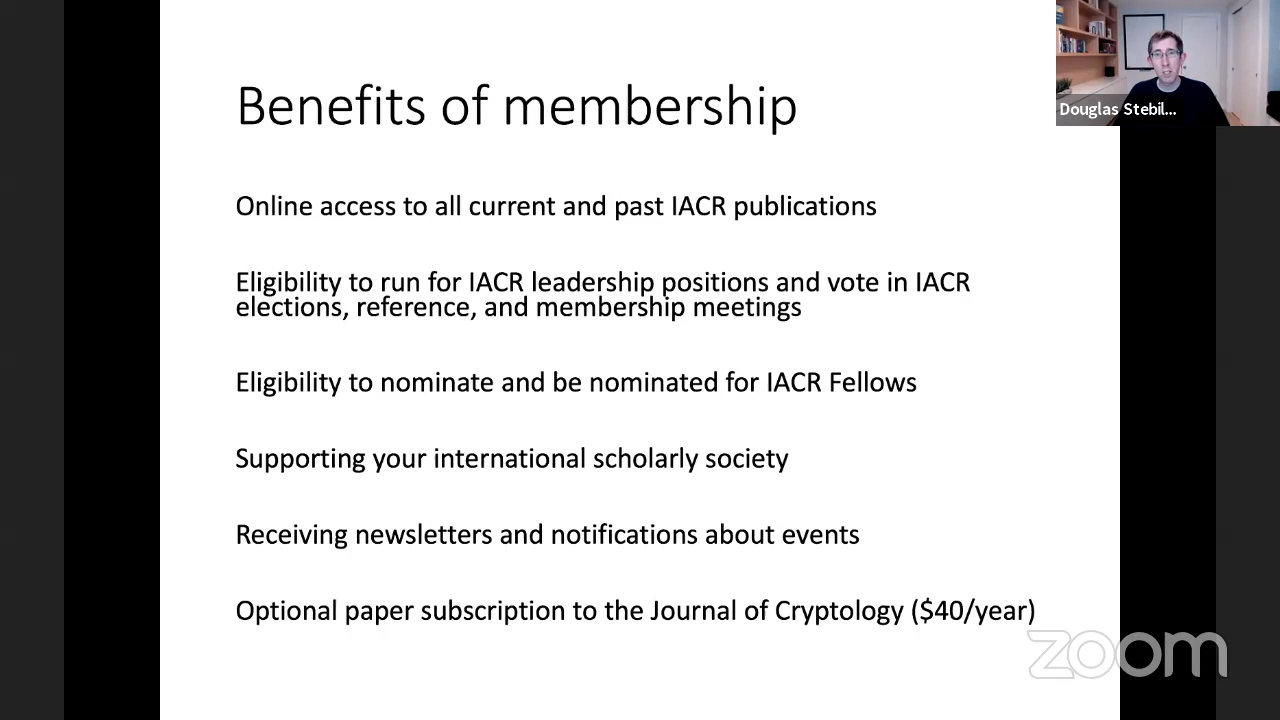 Benefits of membership
Douglas Stebil...
Online access to all current and past IACR publications
Eligibility to run for IACR leadership positions and vote in IACR
elections, reference, and membership meetings
Eligibility to nominate and be nominated for IACR Fellows
Supporting your international scholarly society
Receiving newsletters and notifications about events
Optional paper subscription to the Journal of Cryptology ($40/year)
zoom